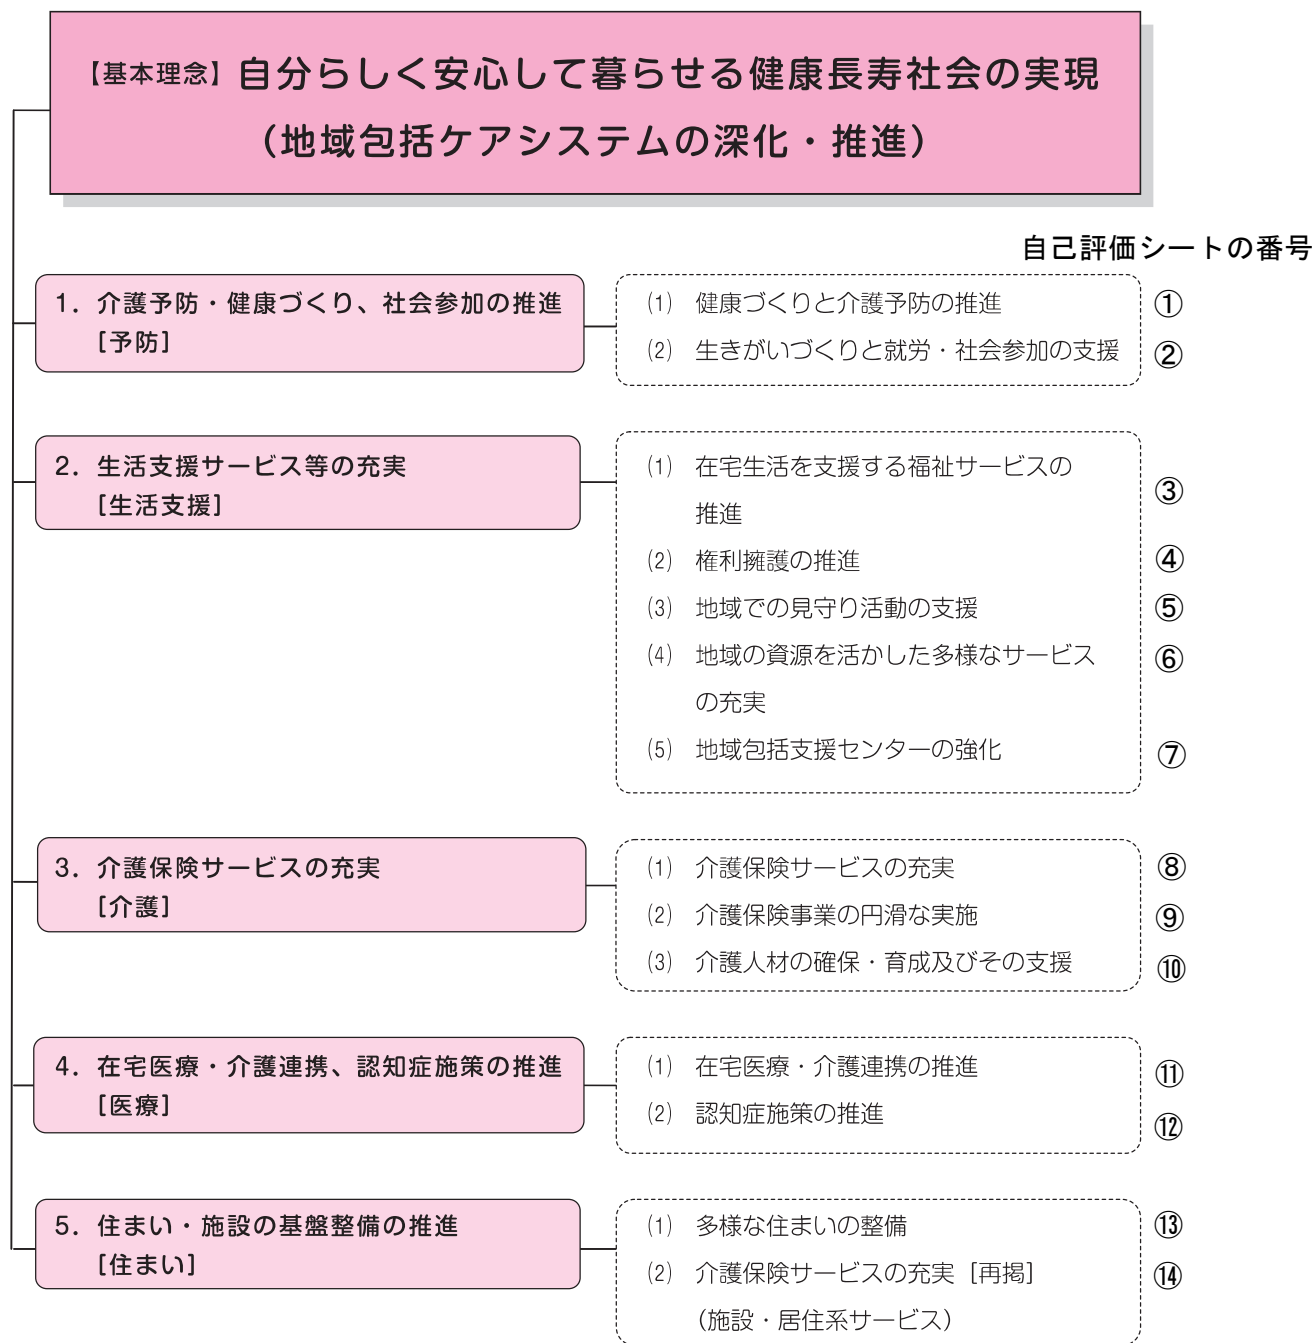 【基本理念】自分らしく安心して暮らせる健康長寿社会の実現
（地域包括ケアシステムの深化・推進）
自己評価シートの番号
1．介護予防・健康づくり、社会参加の推進
［予防］
(1) 健康づくりと介護予防の推進 ①
(2) 生きがいづくりと就労・社会参加の支援 ②
2．生活支援サービス等の充実
［生活支援］
(1) 在宅生活を支援する福祉サービスの
推進 ③
(2) 権利擁護の推進 ④
(3) 地域での見守り活動の支援 ⑤
(4) 地域の資源を活かした多様なサービス ⑥
の充実
(5) 地域包括支援センターの強化 ⑦
3．介護保険サービスの充実
［介護］
(1) 介護保険サービスの充実 ⑧
(2) 介護保険事業の円滑な実施 ⑨
(3) 介護人材の確保・育成及びその支援 ⑩
4．在宅医療・介護連携、認知症施策の推進
［医療］
(1) 在宅医療・介護連携の推進 ⑪
(2) 認知症施策の推進 ⑫
5．住まい・施設の基盤整備の推進
［住まい］
(1) 多様な住まいの整備 ⑬
(2) 介護保険サービスの充実［再掲］ ⑭
（施設・居住系サービス）